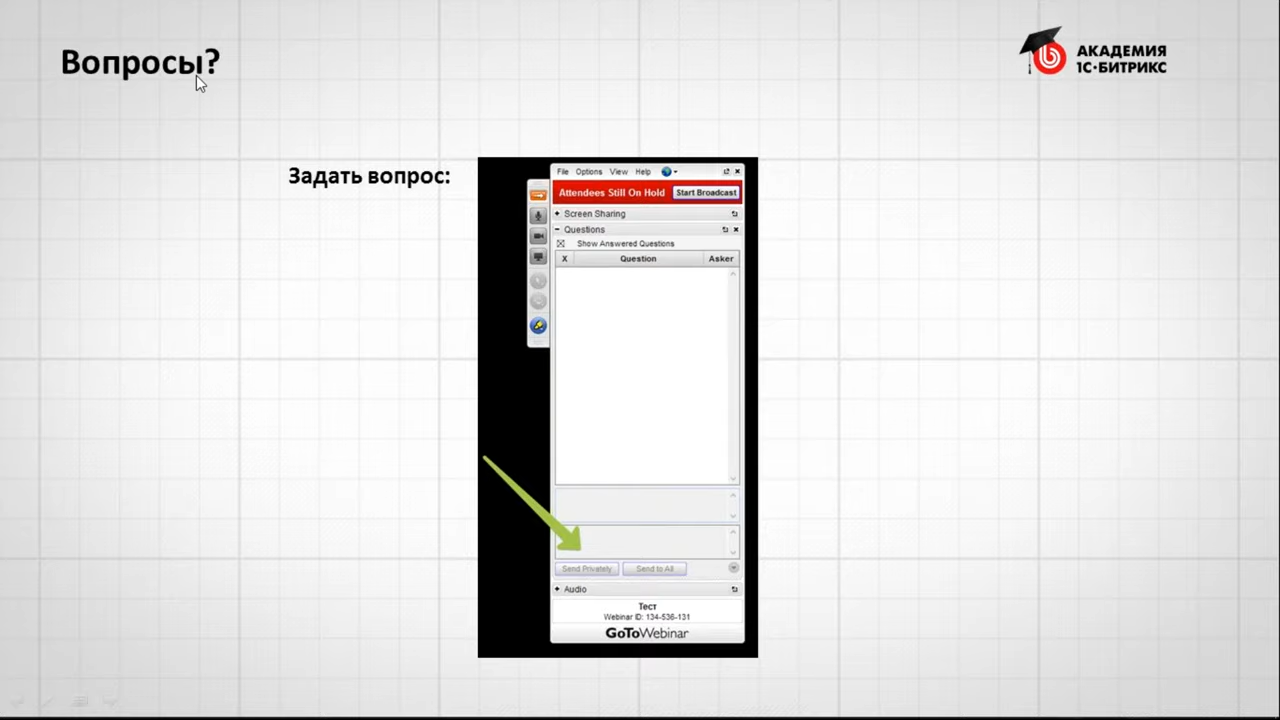 Вопросы?
АКАДЕМИЯ
1С·БИТРИКС
Задать вопрос:
File Options View Help
Attendees Still On Hold Start Broadcast
Screen Sharing
Questions
Show Answered Questions
X Question Asker
Send Privately Send to All
Audio
Тест
Webinar ID: 134-536-131
GoToWebinar